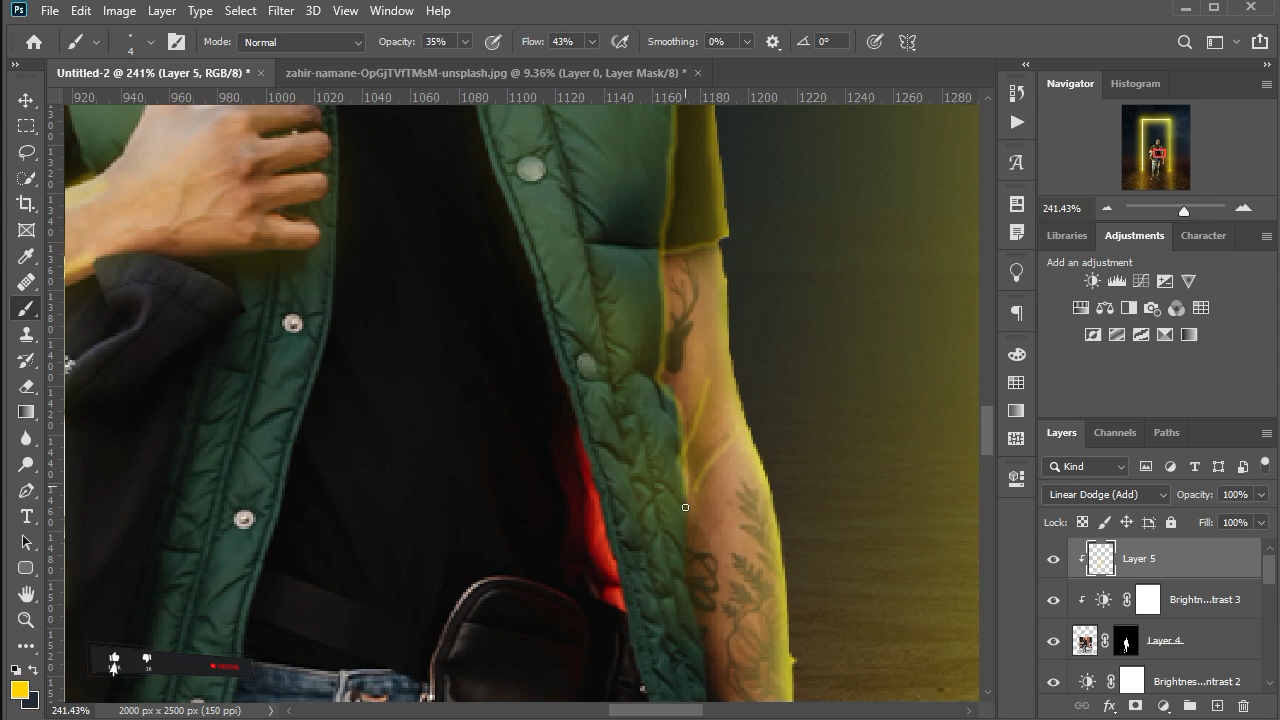 Ps File Edit Image Layer Type Select Filter 3D View Window Help
4 Mode: Normal Opacity: 35% Flow: 43% Smoothing: 0% 0°
Untitled-2 @ 241% (Layer 5, RGB/8) * × zahir-namane-OpGjTVfTMsM-unsplash.jpg @ 9.36% (Layer 0, Layer Mask/8) * ×
920 940 960 980 1000 1020 1040 1060 1080 1100 1120 1140 1160 1180 1200 1220 1240 1260 1280
Navigator Histogram
241.43%
Libraries Adjustments Character
Add an adjustment
Layers Channels Paths
Kind
Linear Dodge (Add) Opacity: 100%
Lock: Fill: 100%
Layer 5
Brightn...trast 3
Layer 4
Brightnes...ntrast 2
fx
241.43% 2000 px x 2500 px (150 ppi)